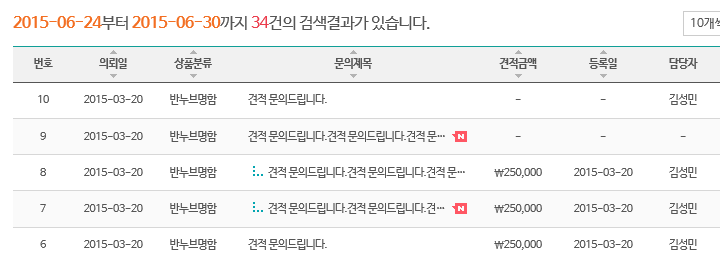 2015-06-24부터 2015-06-30까지 34건의 검색결과가 있습니다. 10개씩
번호 의뢰일 상품분류 문의제목 견적금액 등록일 담당자
10 2015-03-20 반누브명함 견적 문의드립니다. - - 김성민
9 2015-03-20 반누브명함 견적 문의드립니다.견적 문의드립니다.견적 문… N - - -
8 2015-03-20 반누브명함 견적 문의드립니다.견적 문의드립니다.견적 문… ₩250,000 2015-03-20 김성민
7 2015-03-20 반누브명함 견적 문의드립니다.견적 문의드립니다.견… N ₩250,000 2015-03-20 김성민
6 2015-03-20 반누브명함 견적 문의드립니다. ₩250,000 2015-03-20 김성민